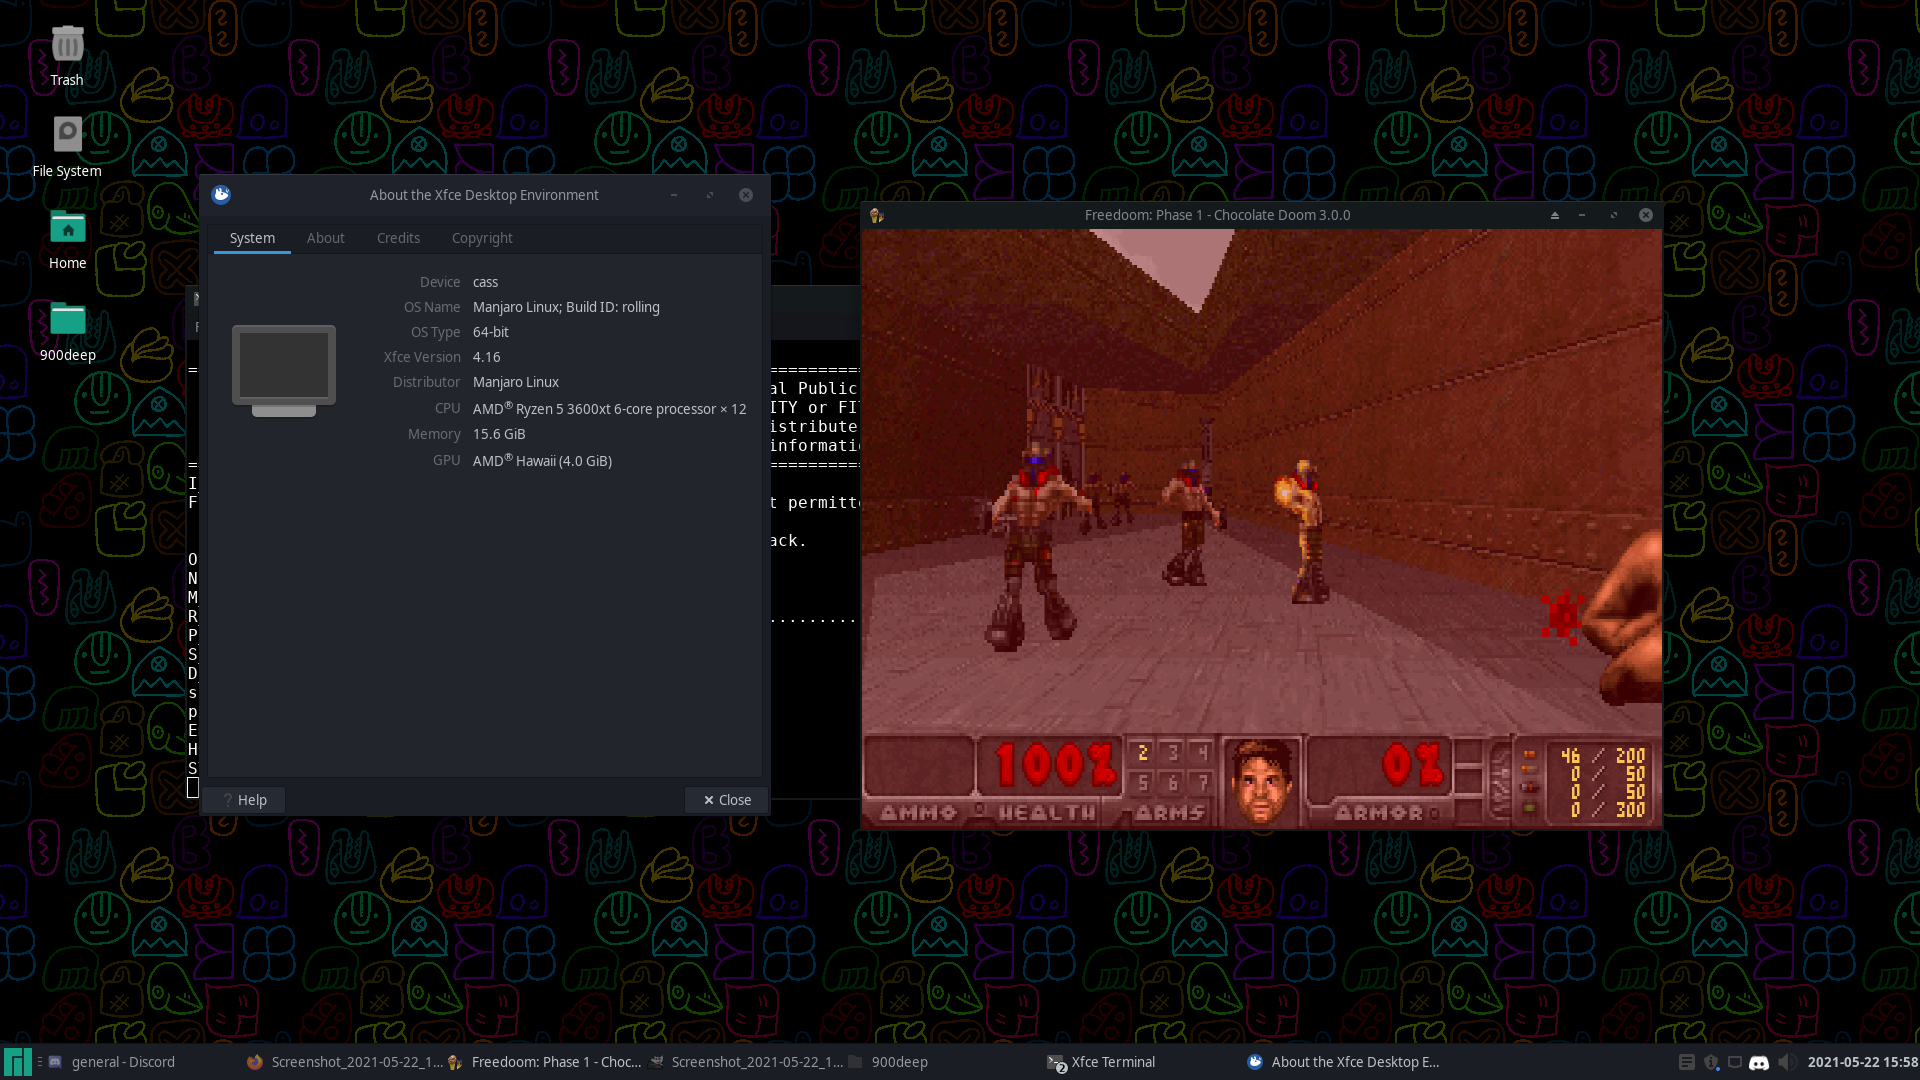 Trash
File System
Home
900deep
About the Xfce Desktop Environment
System About Credits Copyright
Device cass
OS Name Manjaro Linux; Build ID: rolling
OS Type 64-bit
Xfce Version 4.16
Distributor Manjaro Linux
CPU AMD® Ryzen 5 3600xt 6-core processor × 12
Memory 15.6 GiB
GPU AMD® Hawaii (4.0 GiB)
? Help
Close
al Public
ITY or FI
istribute
informati
t permitt
ack.
.........
Freedoom: Phase 1 - Chocolate Doom 3.0.0
100% 2 3 4 0% 46 / 200
5 6 7 0 / 50
0 / 50
0 / 300
AMMO HEALTH ARMS ARMOR
general - Discord
Screenshot_2021-05-22_1...
Freedoom: Phase 1 - Choc...
Screenshot_2021-05-22_1...
900deep
2
Xfce Terminal
About the Xfce Desktop E...
2021-05-22 15:58